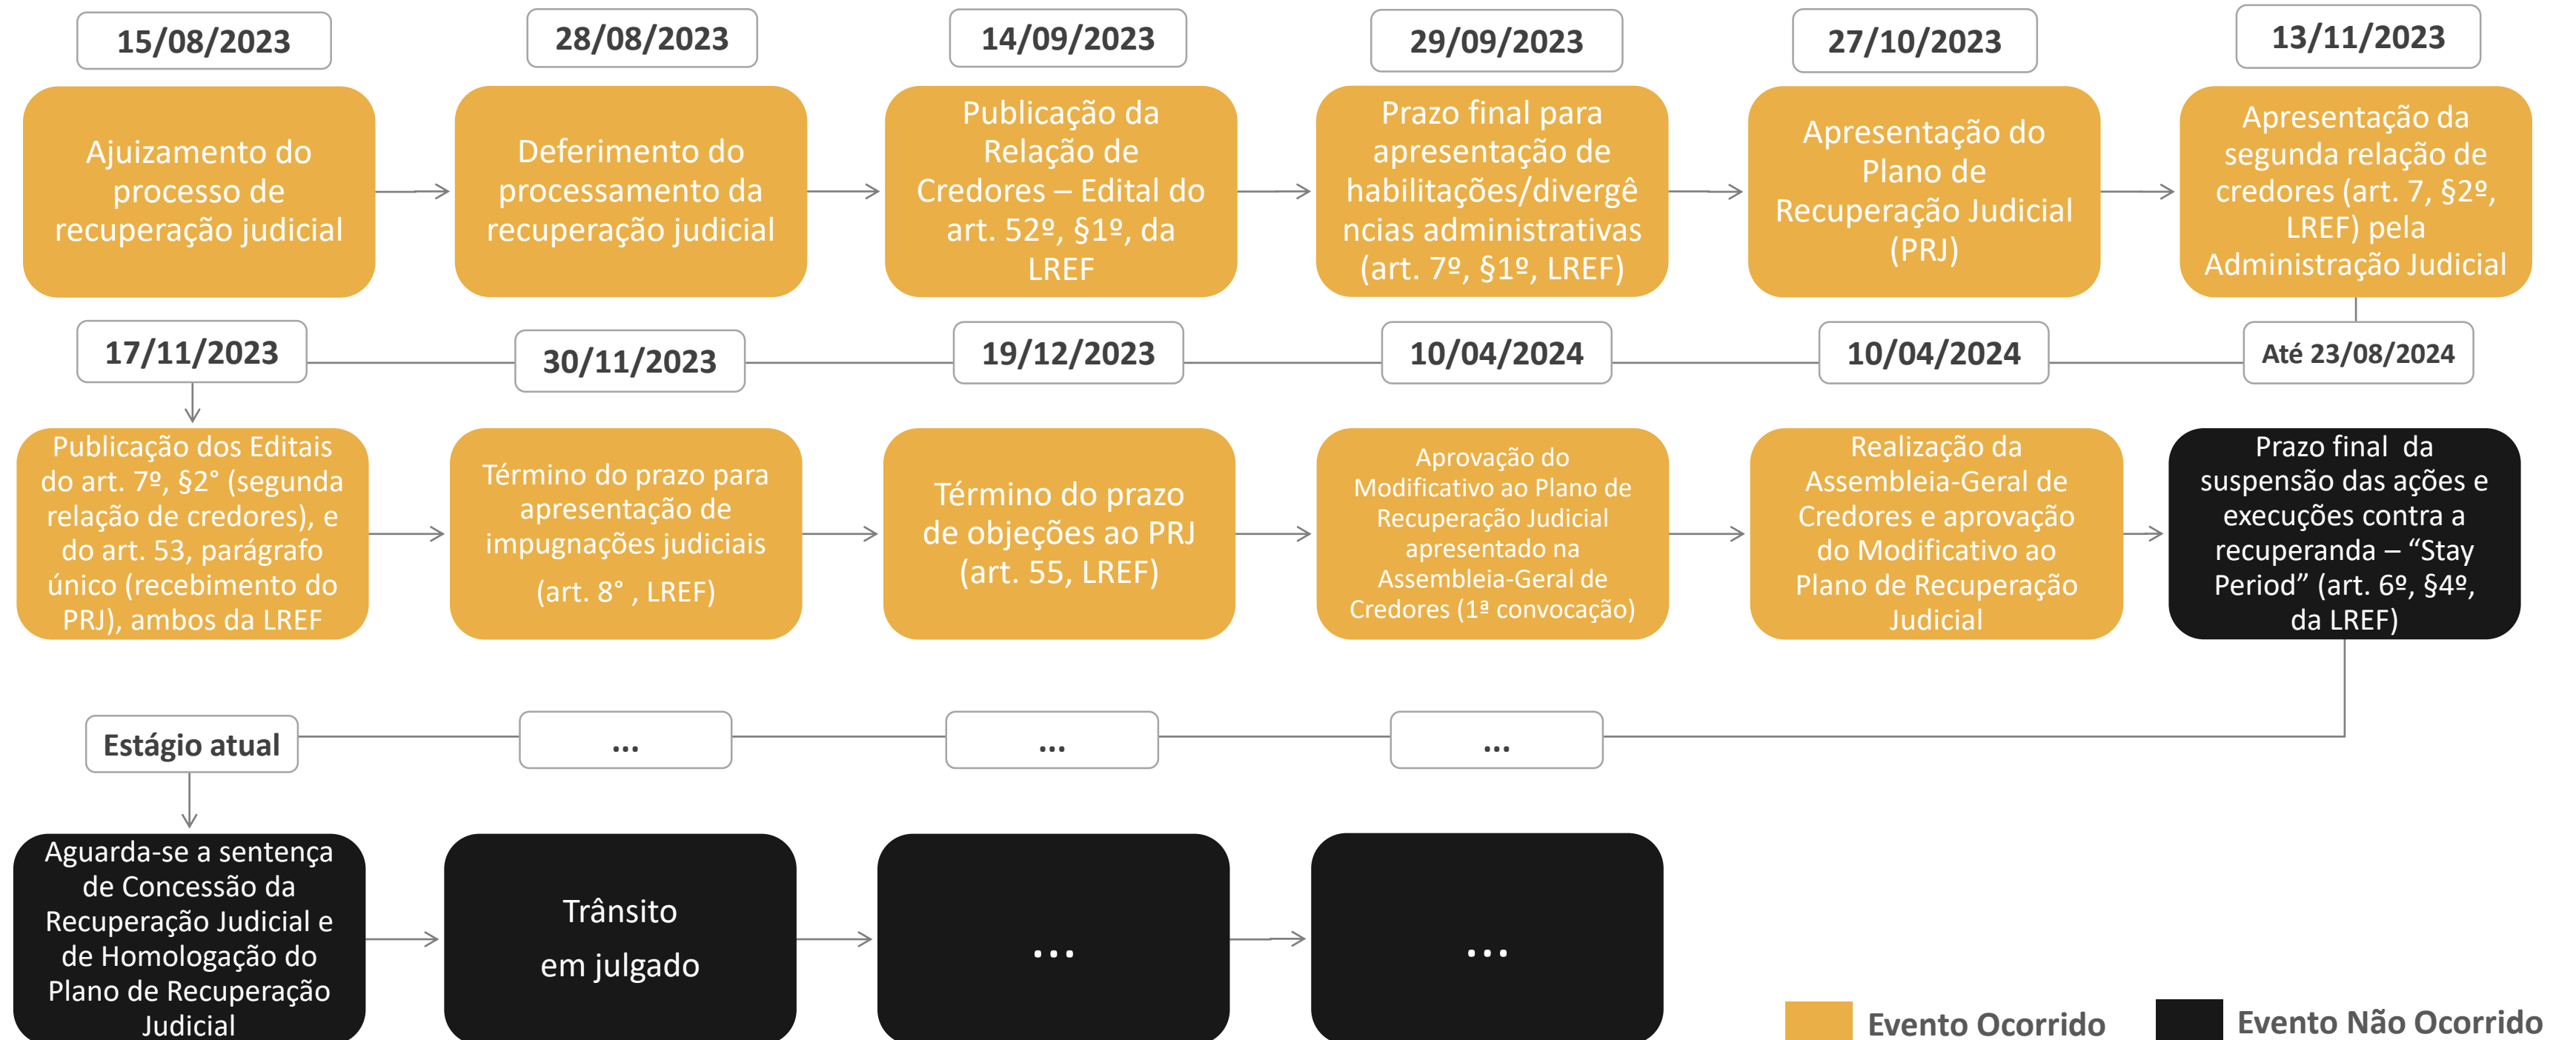 15/08/2023
28/08/2023
14/09/2023
29/09/2023
27/10/2023
13/11/2023
Ajuizamento do
processo de
recuperação judicial
Deferimento do
processamento da
recuperação judicial
Publicação da
Relação de
Credores – Edital do
art. 52º, §1º, da
LREF
Prazo final para
apresentação de
habilitações/divergê
ncias administrativas
(art. 7º, §1º, LREF)
Apresentação do
Plano de
Recuperação Judicial
(PRJ)
Apresentação da
segunda relação de
credores (art. 7, §2º,
LREF) pela
Administração Judicial
17/11/2023
30/11/2023
19/12/2023
10/04/2024
10/04/2024
Até 23/08/2024
Publicação dos Editais
do art. 7º, §2° (segunda
relação de credores), e
do art. 53, parágrafo
único (recebimento do
PRJ), ambos da LREF
Término do prazo para
apresentação de
impugnações judiciais
(art. 8° , LREF)
Término do prazo
de objeções ao PRJ
(art. 55, LREF)
Aprovação do
Modificativo ao Plano de
Recuperação Judicial
apresentado na
Assembleia-Geral de
Credores (1ª convocação)
Realização da
Assembleia-Geral de
Credores e aprovação
do Modificativo ao
Plano de Recuperação
Judicial
Prazo final da
suspensão das ações e
execuções contra a
recuperanda – “Stay
Period” (art. 6º, §4º,
da LREF)
Estágio atual
...
...
...
Aguarda-se a sentença
de Concessão da
Recuperação Judicial e
de Homologação do
Plano de Recuperação
Judicial
Trânsito
em julgado
...
...
Evento Ocorrido
Evento Não Ocorrido